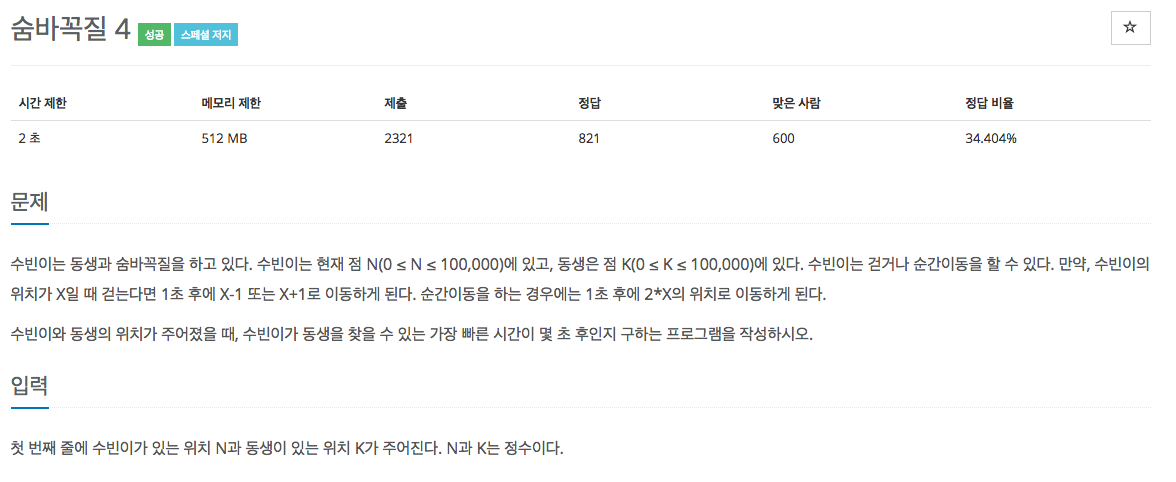 숨바꼭질 4 성공 스페셜 저지
시간 제한 메모리 제한 제출 정답 맞은 사람 정답 비율
2 초 512 MB 2321 821 600 34.404%
문제
수빈이는 동생과 숨바꼭질을 하고 있다. 수빈이는 현재 점 N(0 ≤ N ≤ 100,000)에 있고, 동생은 점 K(0 ≤ K ≤ 100,000)에 있다. 수빈이는 걷거나 순간이동을 할 수 있다. 만약, 수빈이의
위치가 X일 때 걷는다면 1초 후에 X-1 또는 X+1로 이동하게 된다. 순간이동을 하는 경우에는 1초 후에 2*X의 위치로 이동하게 된다.
수빈이와 동생의 위치가 주어졌을 때, 수빈이가 동생을 찾을 수 있는 가장 빠른 시간이 몇 초 후인지 구하는 프로그램을 작성하시오.
입력
첫 번째 줄에 수빈이가 있는 위치 N과 동생이 있는 위치 K가 주어진다. N과 K는 정수이다.